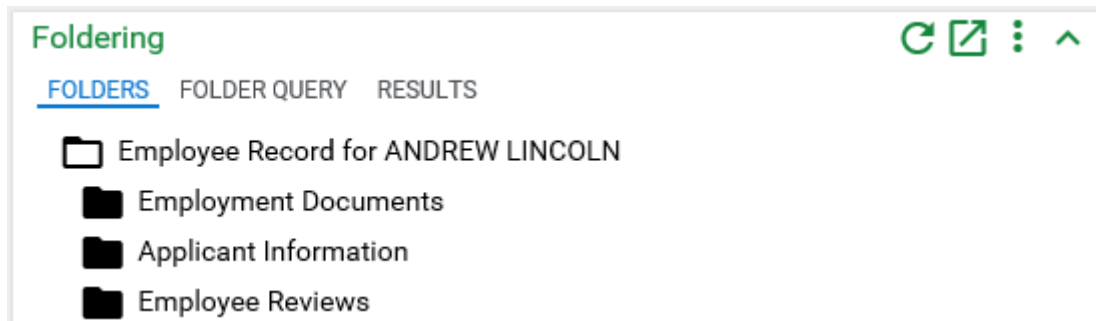 Foldering
FOLDERS FOLDER QUERY RESULTS
Employee Record for ANDREW LINCOLN
Employment Documents
Applicant Information
Employee Reviews